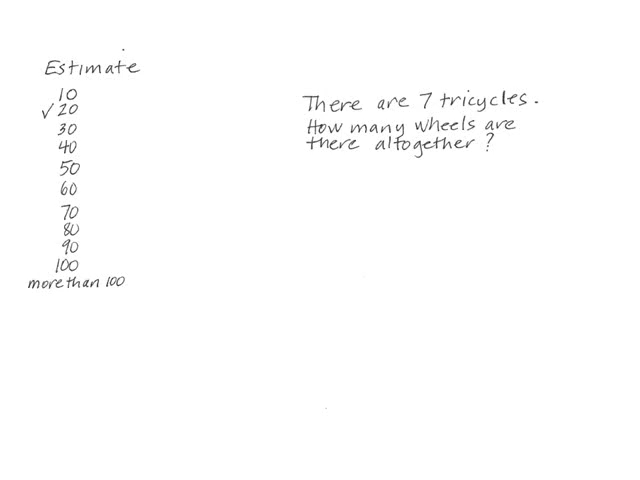 Estimate
10
✓ 20
30
40
50
60
70
80
90
100
more than 100
There are 7 tricycles.
How many wheels are
there altogether?